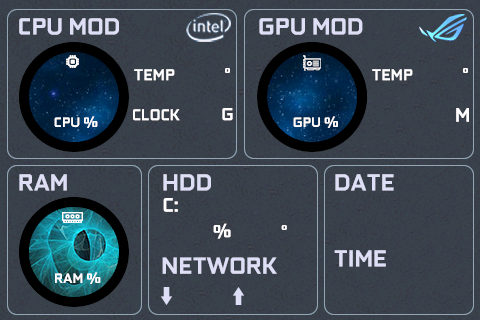 CPU MOD
intel
TEMP °
CLOCK G
CPU %
GPU MOD
TEMP °
M
GPU %
RAM
RAM %
HDD
C:
% °
NETWORK
DATE
TIME